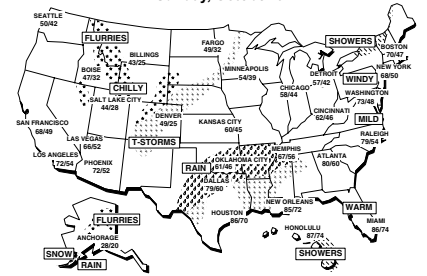 SEATTLE
50/42
FLURRIES
BILLINGS
43/25
BOISE
47/32
CHILLY
SALT LAKE CITY
44/28
FARGO
49/32
MINNEAPOLIS
54/39
SHOWERS
BOSTON
47/71
NEW YORK
68/50
DETROIT
57/42
WINDY
CHICAGO
58/44
WASHINGTON
73/48
CINCINNATI
62/46
MILD
RALEIGH
79/54
DENVER
49/25
KANSAS CITY
60/45
SAN FRANCISCO
68/49
LAS VEGAS
66/52
T-STORMS
LOS ANGELES
72/54
PHOENIX
72/52
RAIN
OKLAHOMA CITY
61/46
MEMPHIS
67/56
ATLANTA
80/60
DALLAS
79/60
NEW ORLEANS
85/72
HOUSTON
86/70
WARM
MIAMI
86/74
FLURRIES
ANCHORAGE
28/20
SNOW
RAIN
HONOLULU
87/74
SHOWERS